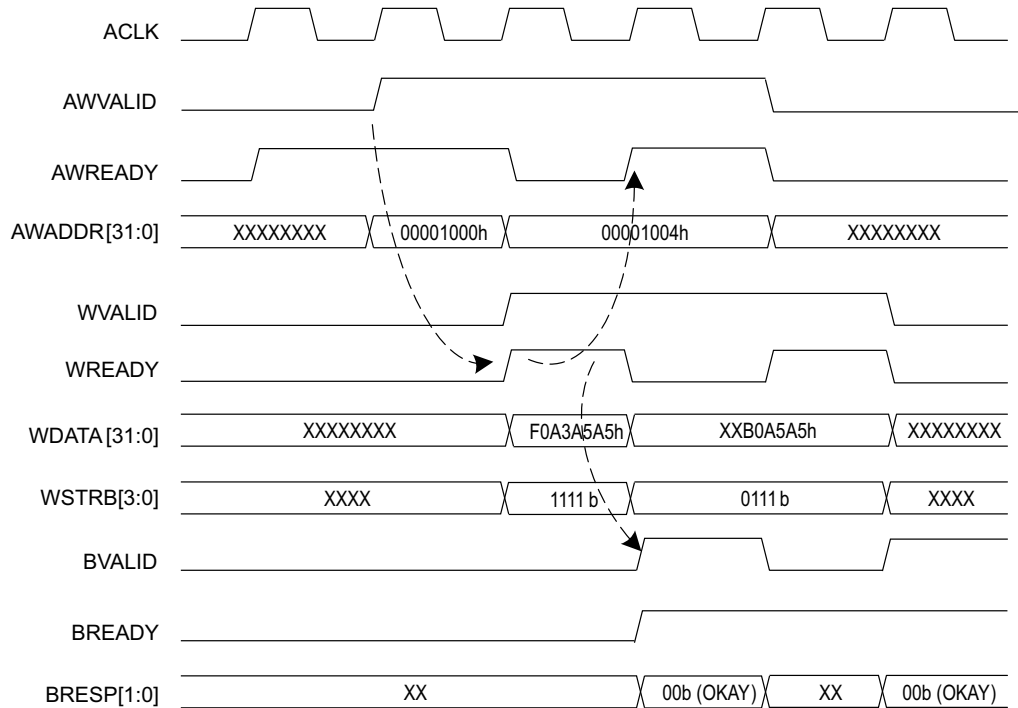 ACLK
AWVALID
AWREADY
AWADDR[31:0] XXXXXXXX 00001000h 00001004h XXXXXXXX
WVALID
WREADY
WDATA[31:0] XXXXXXXX F0A3A5A5h XXB0A5A5h XXXXXXXX
WSTRB[3:0] XXXX 1111 b 0111 b XXXX
BVALID
BREADY
BRESP[1:0] XX 00b (OKAY) XX 00b (OKAY)